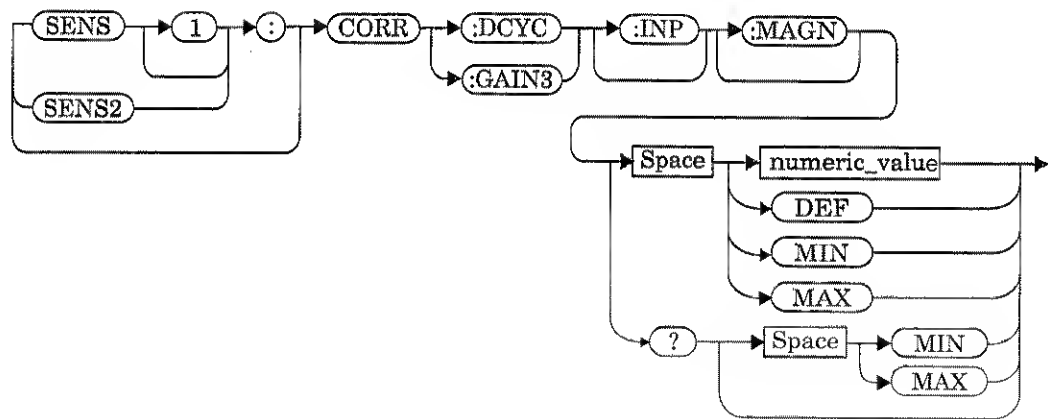 SENS 1 : CORR :DCYC :INP :MAGN
SENS2 :GAIN3
Space numeric_value
DEF
MIN
MAX
? Space MIN
MAX